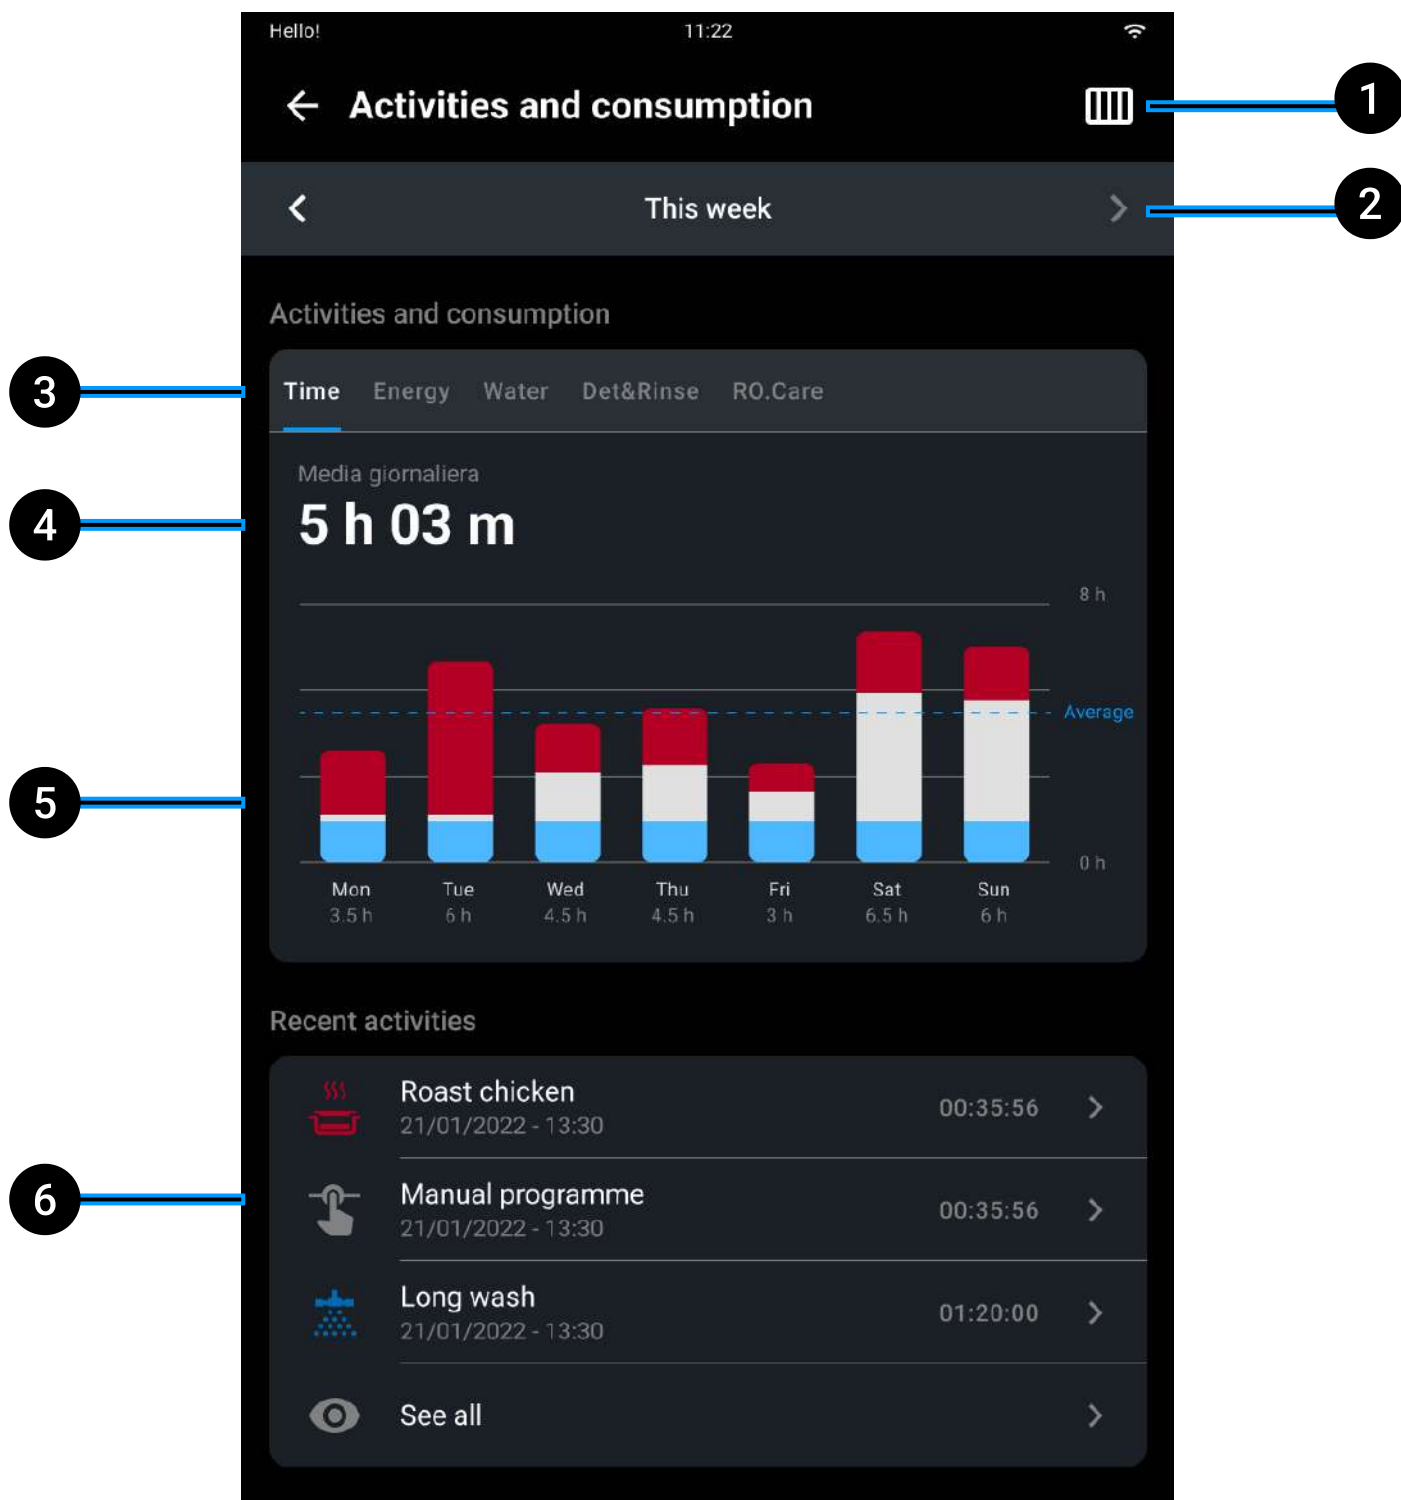 Hello!
11:22
Activities and consumption
1
This week
2
Activities and consumption
3
Time Energy Water Det&Rinse RO.Care
Media giornaliera
4
5 h 03 m
8 h
Average
5
0 h
Mon Tue Wed Thu Fri Sat Sun
3.5 h 6 h 4.5 h 4.5 h 3 h 6.5 h 6 h
Recent activities
Roast chicken
21/01/2022 - 13:30
00:35:56
6
Manual programme
21/01/2022 - 13:30
00:35:56
Long wash
21/01/2022 - 13:30
01:20:00
See all